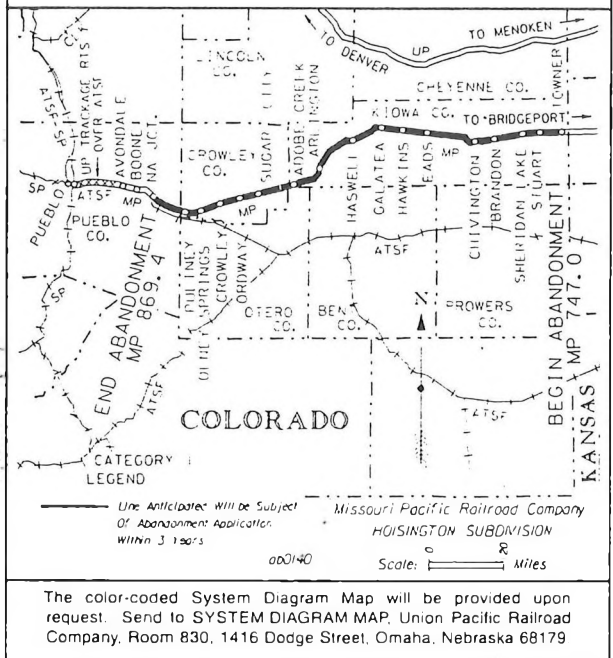 TO MENOKEN
TO DENVER
UP
LINCOLN
CO.
CHEYENNE CO.
KIOWA CO.
TO BRIDGEPORT
TOWNER
UP TRACKAGE RTS
OVER ATSF
ATSF-SP
AVONDALE
BOONE
NA JCT.
CROWLEY
CO.
SUGAR CITY
ADOBE CREEK
ARLINGTON
HASWELL
GALATEA
HAWKINS
EADS
MP
CHIVINGTON
BRANDON
SHERIDAN LAKE
STUART
SP
PUEBLO
ATSF
MP
PUEBLO
CO.
MP
PULTNEY
OLNEY SPRINGS
CROWLEY
ORDWAY
ATSF
OTERO
CO.
BENT
CO.
N
PROWERS
CO.
SP
END ABANDONMENT
MP 869.4
BEGIN ABANDONMENT
MP 747.0
ATSF
ATSF
COLORADO
KANSAS
CATEGORY 1
LEGEND
Line Anticipated Will be Subject
Of Abandonment Application
Within 3 Years
Missouri Pacific Railroad Company
HOISINGTON SUBDIVISION
0 20
Scale: Miles
ab0140
The color-coded System Diagram Map will be provided upon
request. Send to SYSTEM DIAGRAM MAP, Union Pacific Railroad
Company, Room 830, 1416 Dodge Street, Omaha, Nebraska 68179